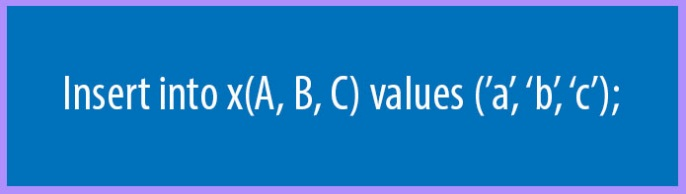 Insert into x(A, B, C) values (’a’, ‘b’, ‘c’);